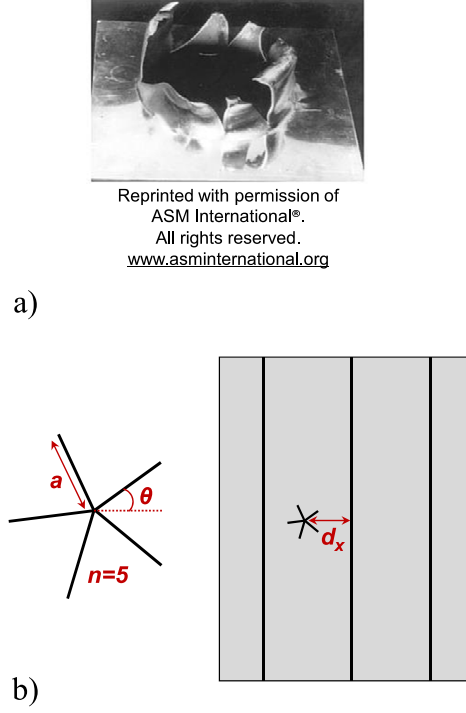 Reprinted with permission of
ASM International®.
All rights reserved.
www.asminternational.org
a)
a
θ
n=5
dx
b)